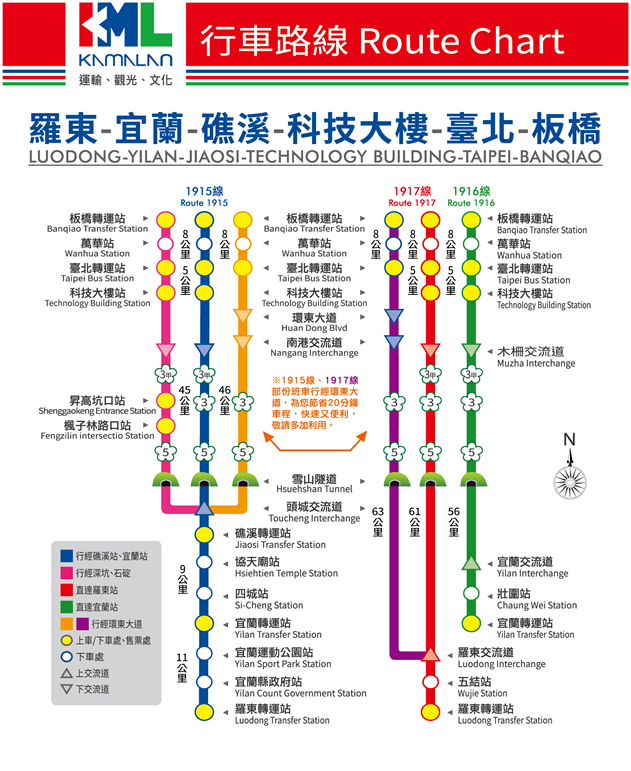 KML
KAMALAN
運輸、觀光、文化
行車路線 Route Chart
羅東-宜蘭-礁溪-科技大樓-臺北-板橋
LUODONG-YILAN-JIAOSI-TECHNOLOGY BUILDING-TAIPEI-BANQIAO
1915線
Route 1915
1917線
Route 1917
1916線
Route 1916
板橋轉運站
Banqiao Transfer Station
萬華站
Wanhua Station
臺北轉運站
Taipei Bus Station
科技大樓站
Technology Building Station
昇高坑口站
Shenggaokeng Entrance Station
楓子林路口站
Fengzilin intersectio Station
8公里
5公里
8公里
3甲
3甲
45公里
46公里
3
3
5
5
5
板橋轉運站
Banqiao Transfer Station
萬華站
Wanhua Station
臺北轉運站
Taipei Bus Station
科技大樓站
Technology Building Station
環東大道
Huan Dong Blvd
南港交流道
Nangang Interchange
※1915線、1917線
部份班車行經環東大
道，為您節省20分鐘
車程，快速又便利，
敬請多加利用。
雪山隧道
Hsuehshan Tunnel
頭城交流道
Toucheng Interchange
礁溪轉運站
Jiaosi Transfer Station
協天廟站
Hsiehtien Temple Station
四城站
Si-Cheng Station
宜蘭轉運站
Yilan Transfer Station
宜蘭運動公園站
Yilan Sport Park Station
宜蘭縣政府站
Yilan Count Government Station
羅東轉運站
Luodong Transfer Station
9公里
11公里
8公里
8公里
5公里
8公里
5公里
3甲
3甲
3
3
3
5
5
5
63公里
61公里
56公里
板橋轉運站
Banqiao Transfer Station
萬華站
Wanhua Station
臺北轉運站
Taipei Bus Station
科技大樓站
Technology Building Station
木柵交流道
Muzha Interchange
N
宜蘭交流道
Yilan Interchange
壯圍站
Chaung Wei Station
宜蘭轉運站
Yilan Transfer Station
羅東交流道
Luodong Interchange
五結站
Wujie Station
羅東轉運站
Luodong Transfer Station
行經礁溪站、宜蘭站
行經深坑、石碇
直達羅東站
直達宜蘭站
行經環東大道
上車/下車處、售票處
下車處
上交流道
下交流道